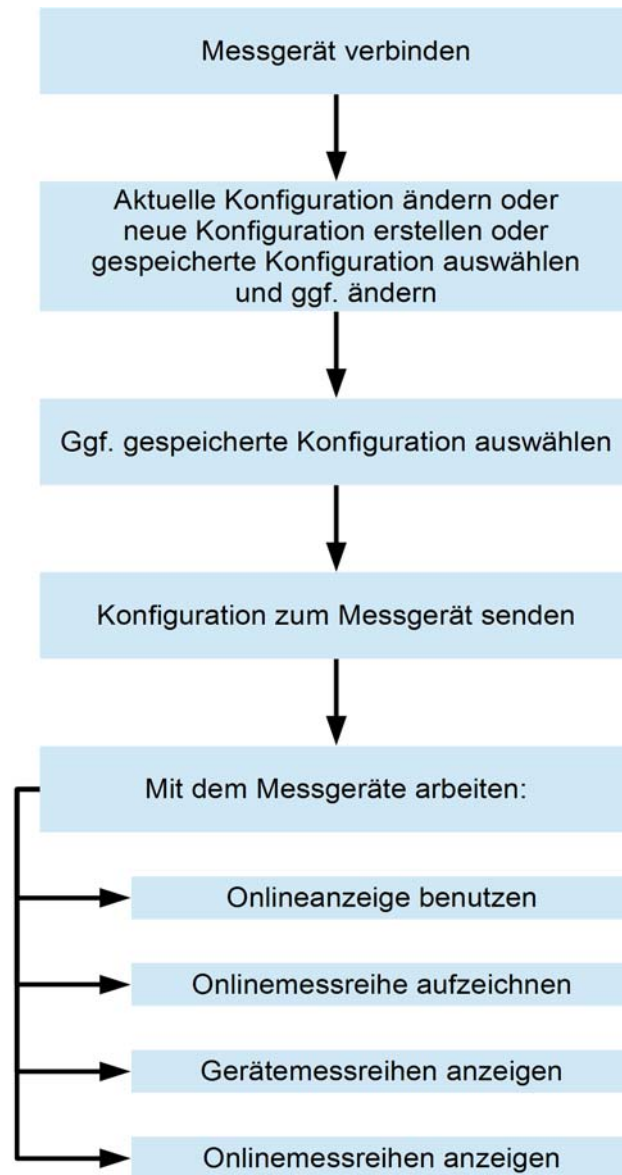 Messgerät verbinden
Aktuelle Konfiguration ändern oder
neue Konfiguration erstellen oder
gespeicherte Konfiguration auswählen
und ggf. ändern
Ggf. gespeicherte Konfiguration auswählen
Konfiguration zum Messgerät senden
Mit dem Messgeräte arbeiten:
Onlineanzeige benutzen
Onlinemessreihe aufzeichnen
Gerätemessreihen anzeigen
Onlinemessreihen anzeigen